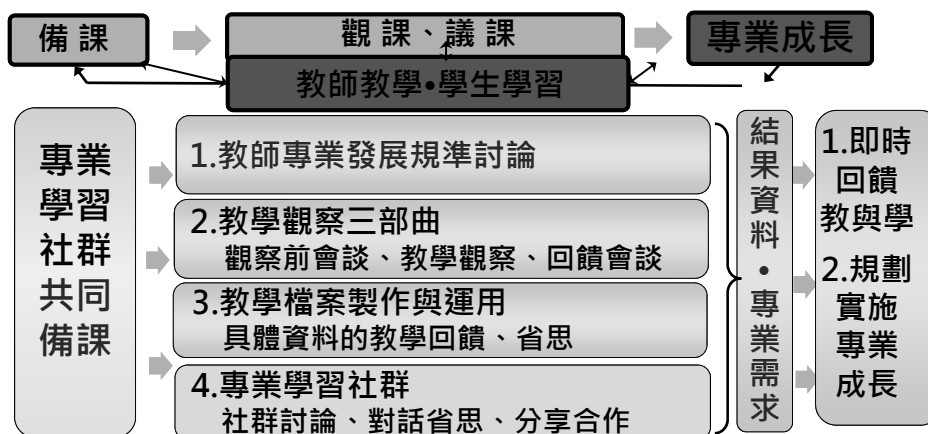 備課
觀課、議課
專業成長
教師教學•學生學習
專業
學習
社群
共同
備課
1.教師專業發展規準討論
2.教學觀察三部曲
觀察前會談、教學觀察、回饋會談
3.教學檔案製作與運用
具體資料的教學回饋、省思
4.專業學習社群
社群討論、對話省思、分享合作
結果資料•專業需求
1.即時
回饋
教與學
2.規劃
實施
專業
成長